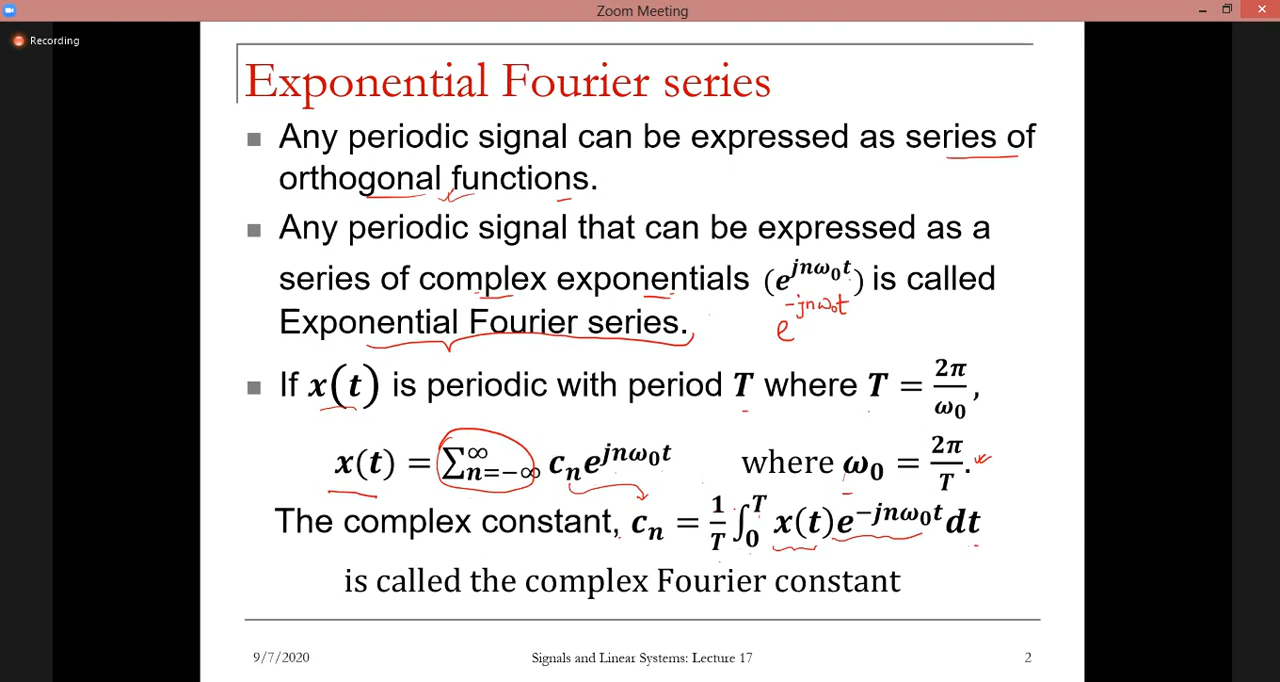 Zoom Meeting
Recording
Exponential Fourier series
Any periodic signal can be expressed as series of
orthogonal functions.
Any periodic signal that can be expressed as a
series of complex exponentials (e^{jnω₀t}) is called
e^{-jnω₀t}
Exponential Fourier series.
If x(t) is periodic with period T where T = 2π/ω₀,
x(t) = ∑_{n=−∞}^{∞} c_n e^{jnω₀t} where ω₀ = 2π/T.
The complex constant, c_n = 1/T ∫_0^T x(t)e^{−jnω₀t}dt
is called the complex Fourier constant
9/7/2020 Signals and Linear Systems: Lecture 17 2